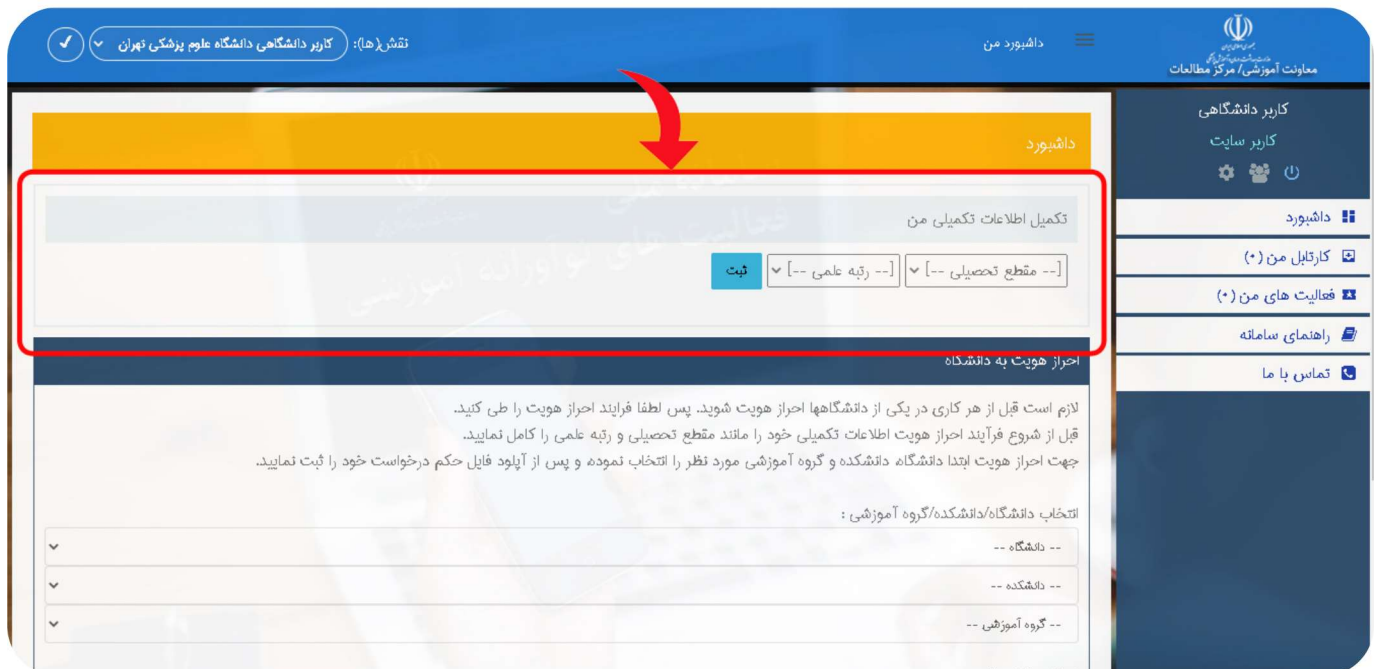 معاونت آموزشی/ مرکز مطالعات
داشبورد من
نقش(ها):
کاربر دانشگاهی دانشگاه علوم پزشکی تهران
کاربر دانشگاهی
کاربر سایت
داشبورد
کارتابل من (۰)
فعالیت های من (۰)
راهنمای سامانه
تماس با ما
داشبورد
تکمیل اطلاعات تکمیلی من
[-- مقطع تحصیلی --]
[-- رتبه علمی --]
ثبت
احراز هویت به دانشگاه
لازم است قبل از هر کاری در یکی از دانشگاهها احراز هویت شوید. پس لطفا فرایند احراز هویت را طی کنید.
قبل از شروع فرآیند احراز هویت اطلاعات تکمیلی خود را مانند مقطع تحصیلی و رتبه علمی را کامل نمایید.
جهت احراز هویت ابتدا دانشگاه، دانشکده و گروه آموزشی مورد نظر را انتخاب نموده، و پس از آپلود فایل حکم درخواست خود را ثبت نمایید.
انتخاب دانشگاه/دانشکده/گروه آموزشی :
-- دانشگاه --
-- دانشکده --
-- گروه آموزشی --